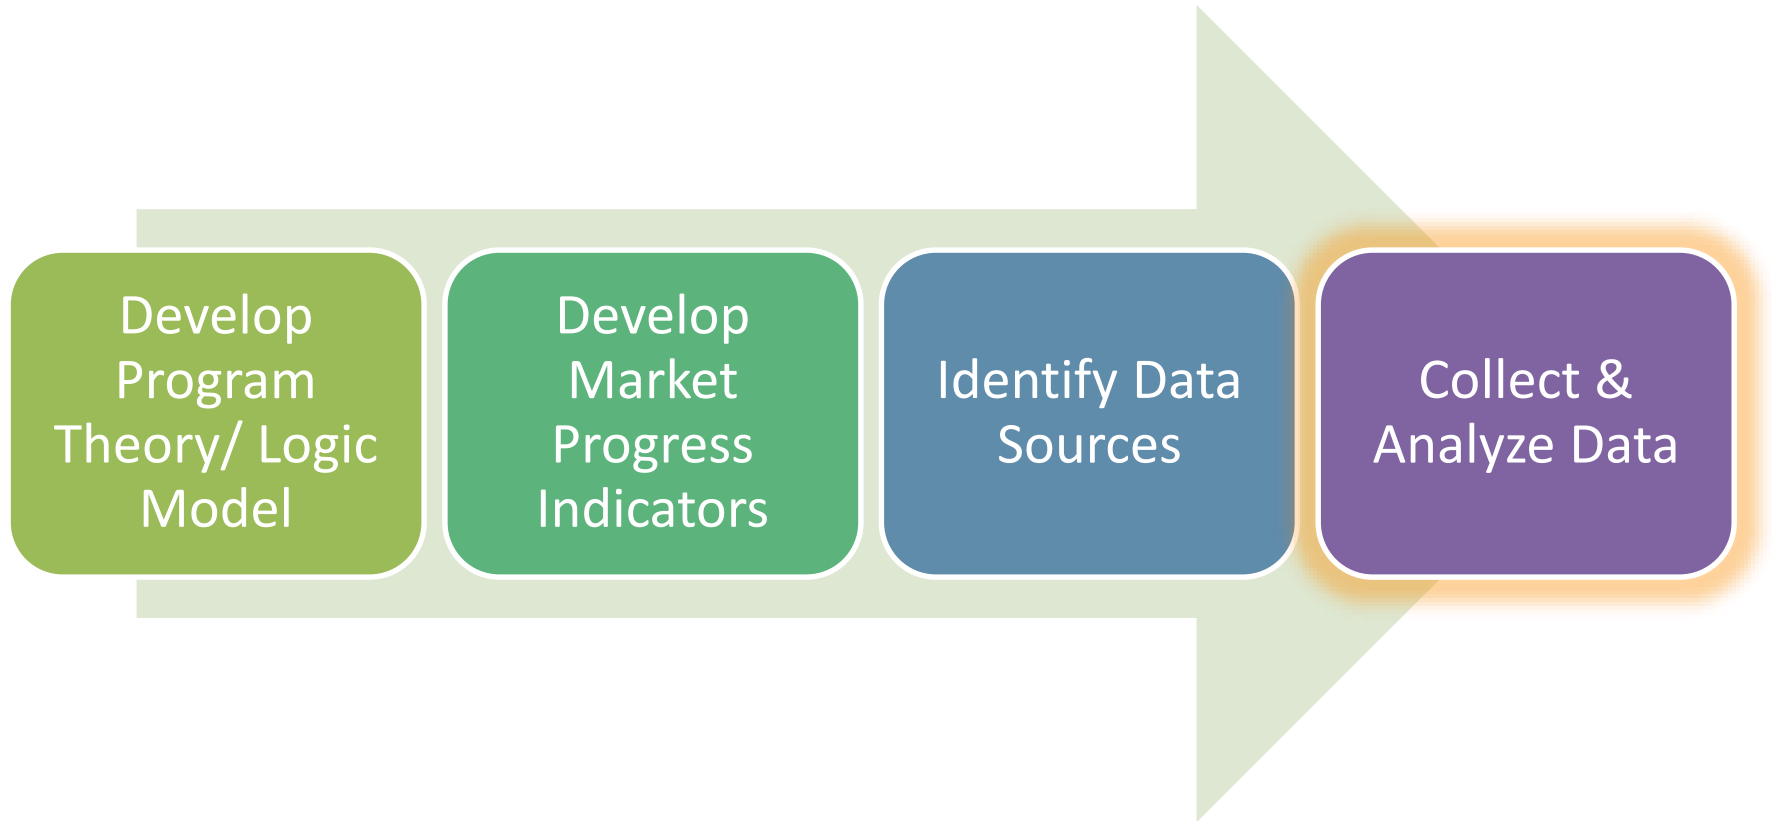 Develop
Program
Theory/ Logic
Model
Develop
Market
Progress
Indicators
Identify Data
Sources
Collect &
Analyze Data